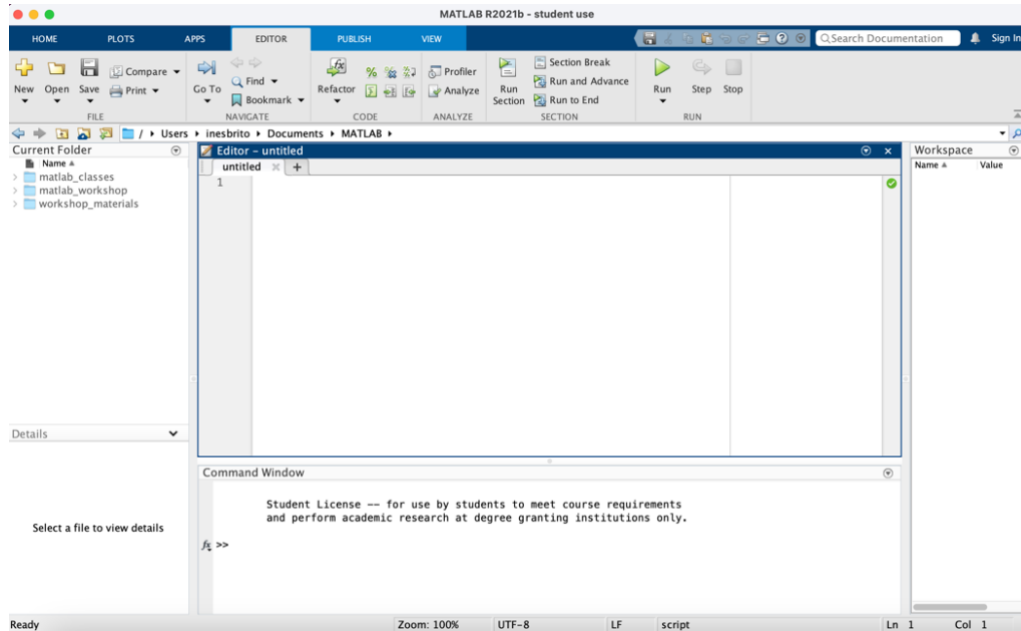 MATLAB R2021b - student use
HOME PLOTS APPS EDITOR PUBLISH VIEW Search Documentation Sign In
New Open Save Compare Print
Go To Find Bookmark
Refactor Profiler Analyze
Run Section Section Break Run and Advance Run to End
Run Step Stop
FILE NAVIGATE CODE ANALYZE SECTION RUN
/ Users inesbrito Documents MATLAB
Current Folder
Name
matlab_classes
matlab_workshop
workshop_materials
Details
Select a file to view details
Editor - untitled
untitled × +
1
Command Window
Student License -- for use by students to meet course requirements
and perform academic research at degree granting institutions only.
fx >>
Workspace
Name Value
Ready Zoom: 100% UTF-8 LF script Ln 1 Col 1